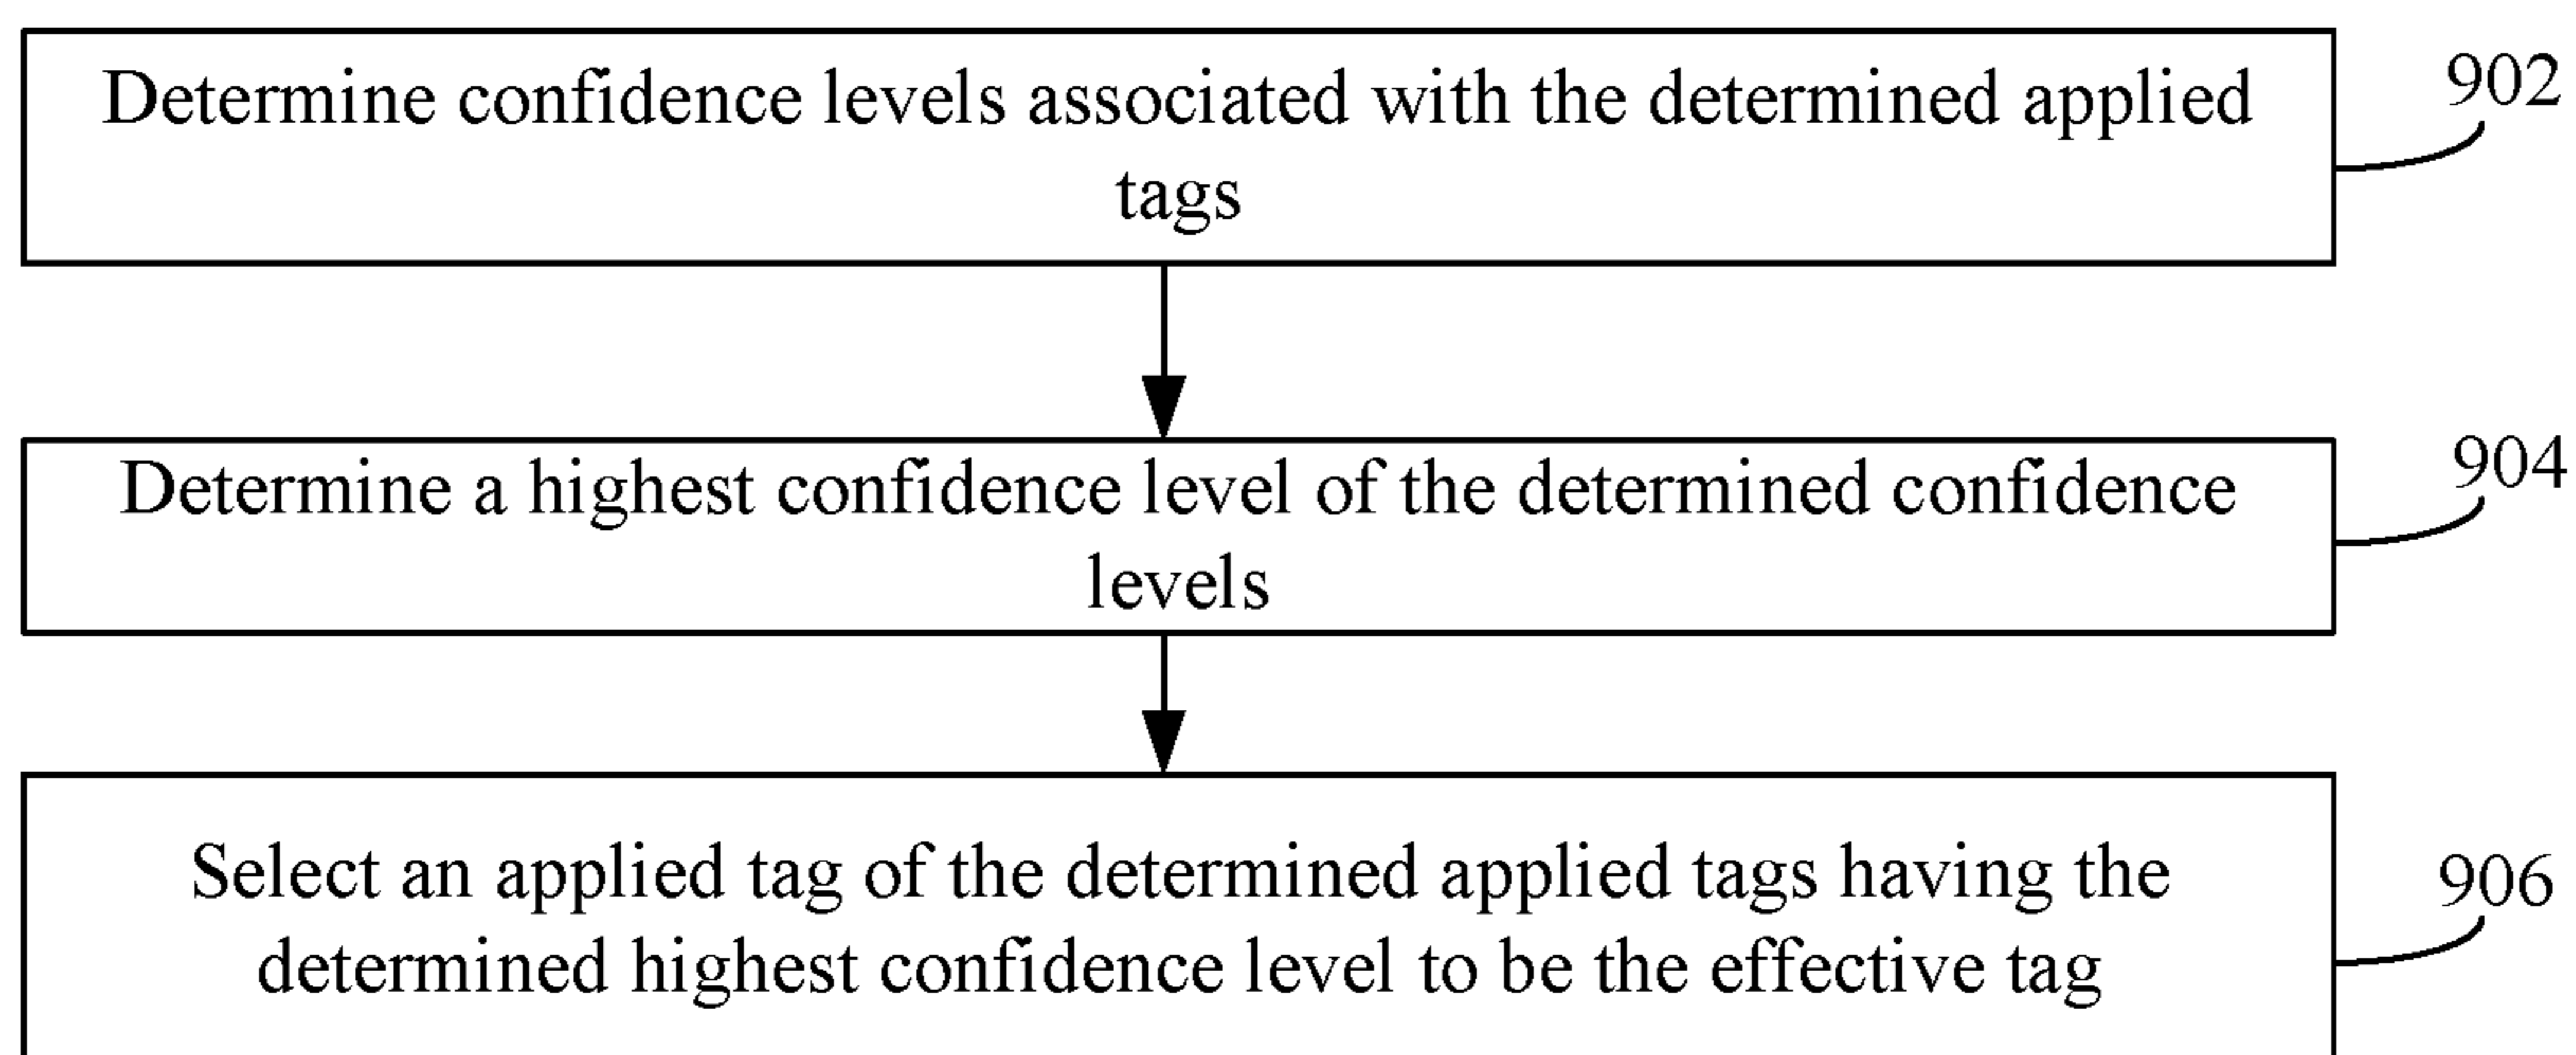 Determine confidence levels associated with the determined applied
tags
902
Determine a highest confidence level of the determined confidence
levels
904
Select an applied tag of the determined applied tags having the
determined highest confidence level to be the effective tag
906